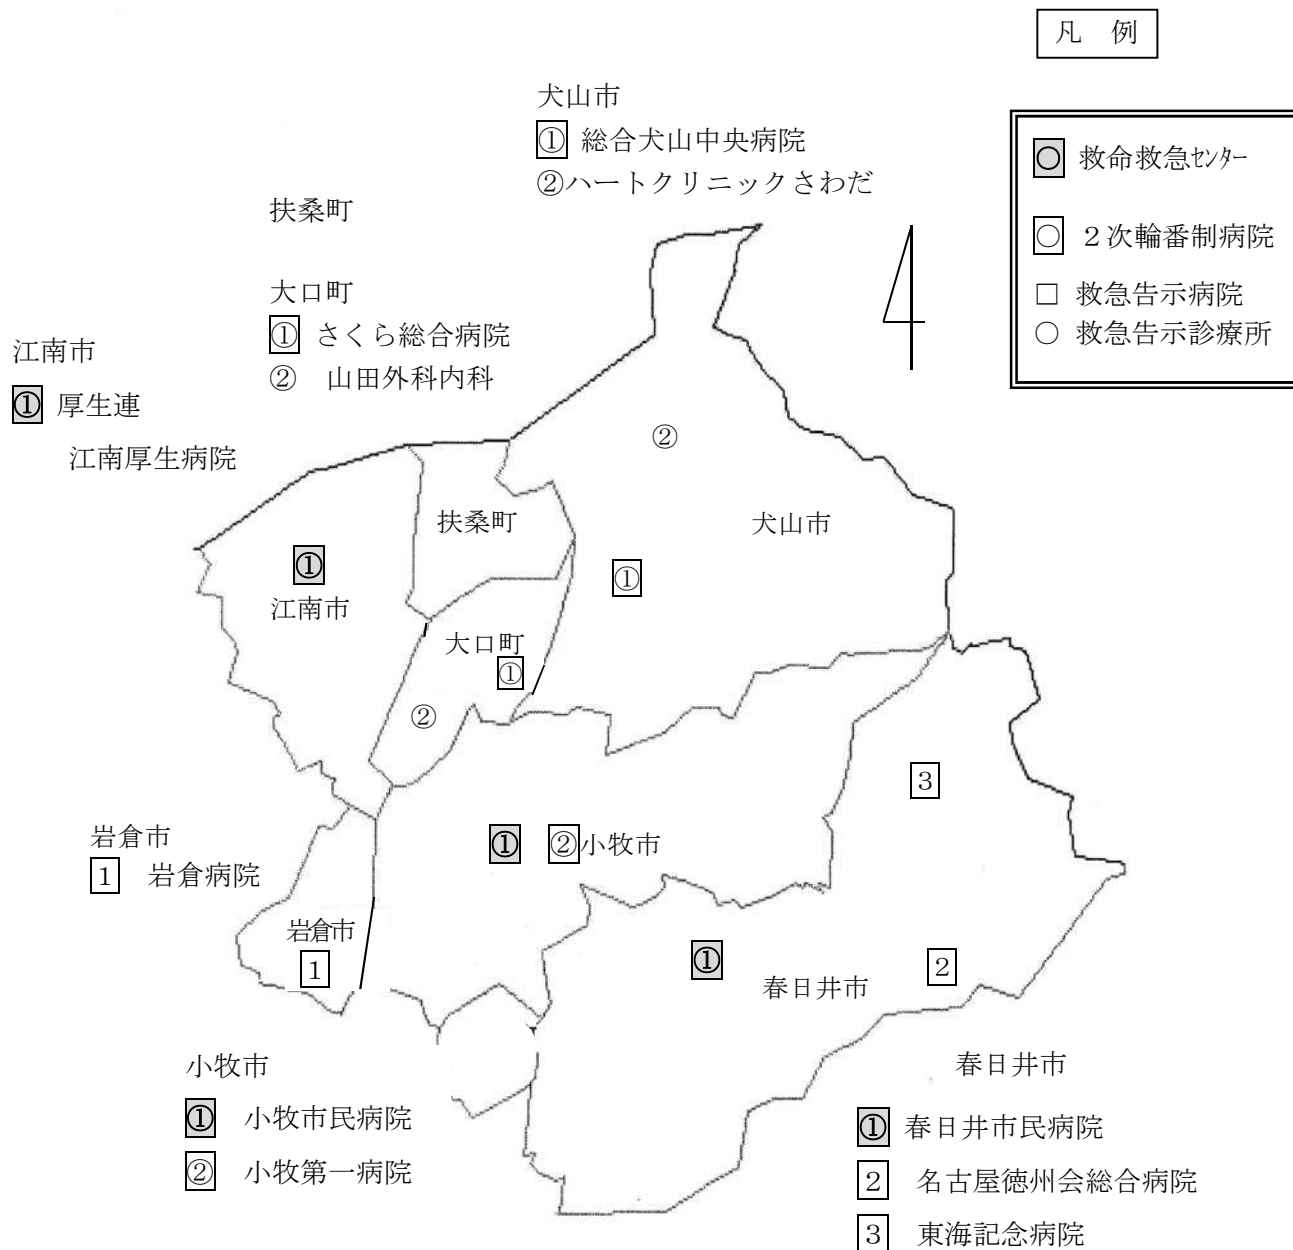 凡　例
犬山市
① 総合犬山中央病院
②ハートクリニックさわだ
○ 救命救急ｾﾝﾀｰ
○ ２次輪番制病院
□ 救急告示病院
○ 救急告示診療所
扶桑町
大口町
① さくら総合病院
②　山田外科内科
江南市
① 厚生連
江南厚生病院
②
扶桑町
犬山市
①
江南市
①
大口町
①
②
3
岩倉市
1　岩倉病院
①
②小牧市
岩倉市
1
①
春日井市
2
小牧市
①　小牧市民病院
②　小牧第一病院
春日井市
① 春日井市民病院
2　名古屋徳州会総合病院
3　東海記念病院